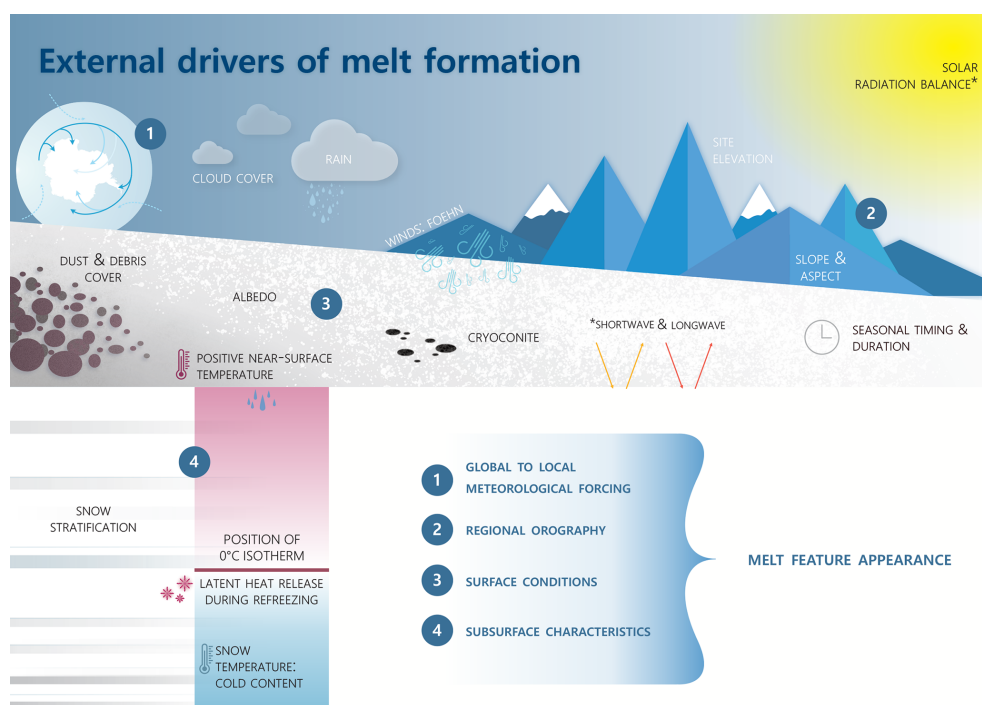 External drivers of melt formation
SOLAR
RADIATION BALANCE*
1
CLOUD COVER
RAIN
SITE
ELEVATION
2
WINDS: FOEHN
SLOPE &
ASPECT
DUST & DEBRIS
COVER
ALBEDO
3
CRYOCONITE
*SHORTWAVE & LONGWAVE
SEASONAL TIMING &
DURATION
POSITIVE NEAR-SURFACE
TEMPERATURE
4
SNOW
STRATIFICATION
POSITION OF
0°C ISOTHERM
LATENT HEAT RELEASE
DURING REFREEZING
SNOW
TEMPERATURE:
COLD CONTENT
1
GLOBAL TO LOCAL
METEOROLOGICAL FORCING
2
REGIONAL OROGRAPHY
3
SURFACE CONDITIONS
4
SUBSURFACE CHARACTERISTICS
MELT FEATURE APPEARANCE